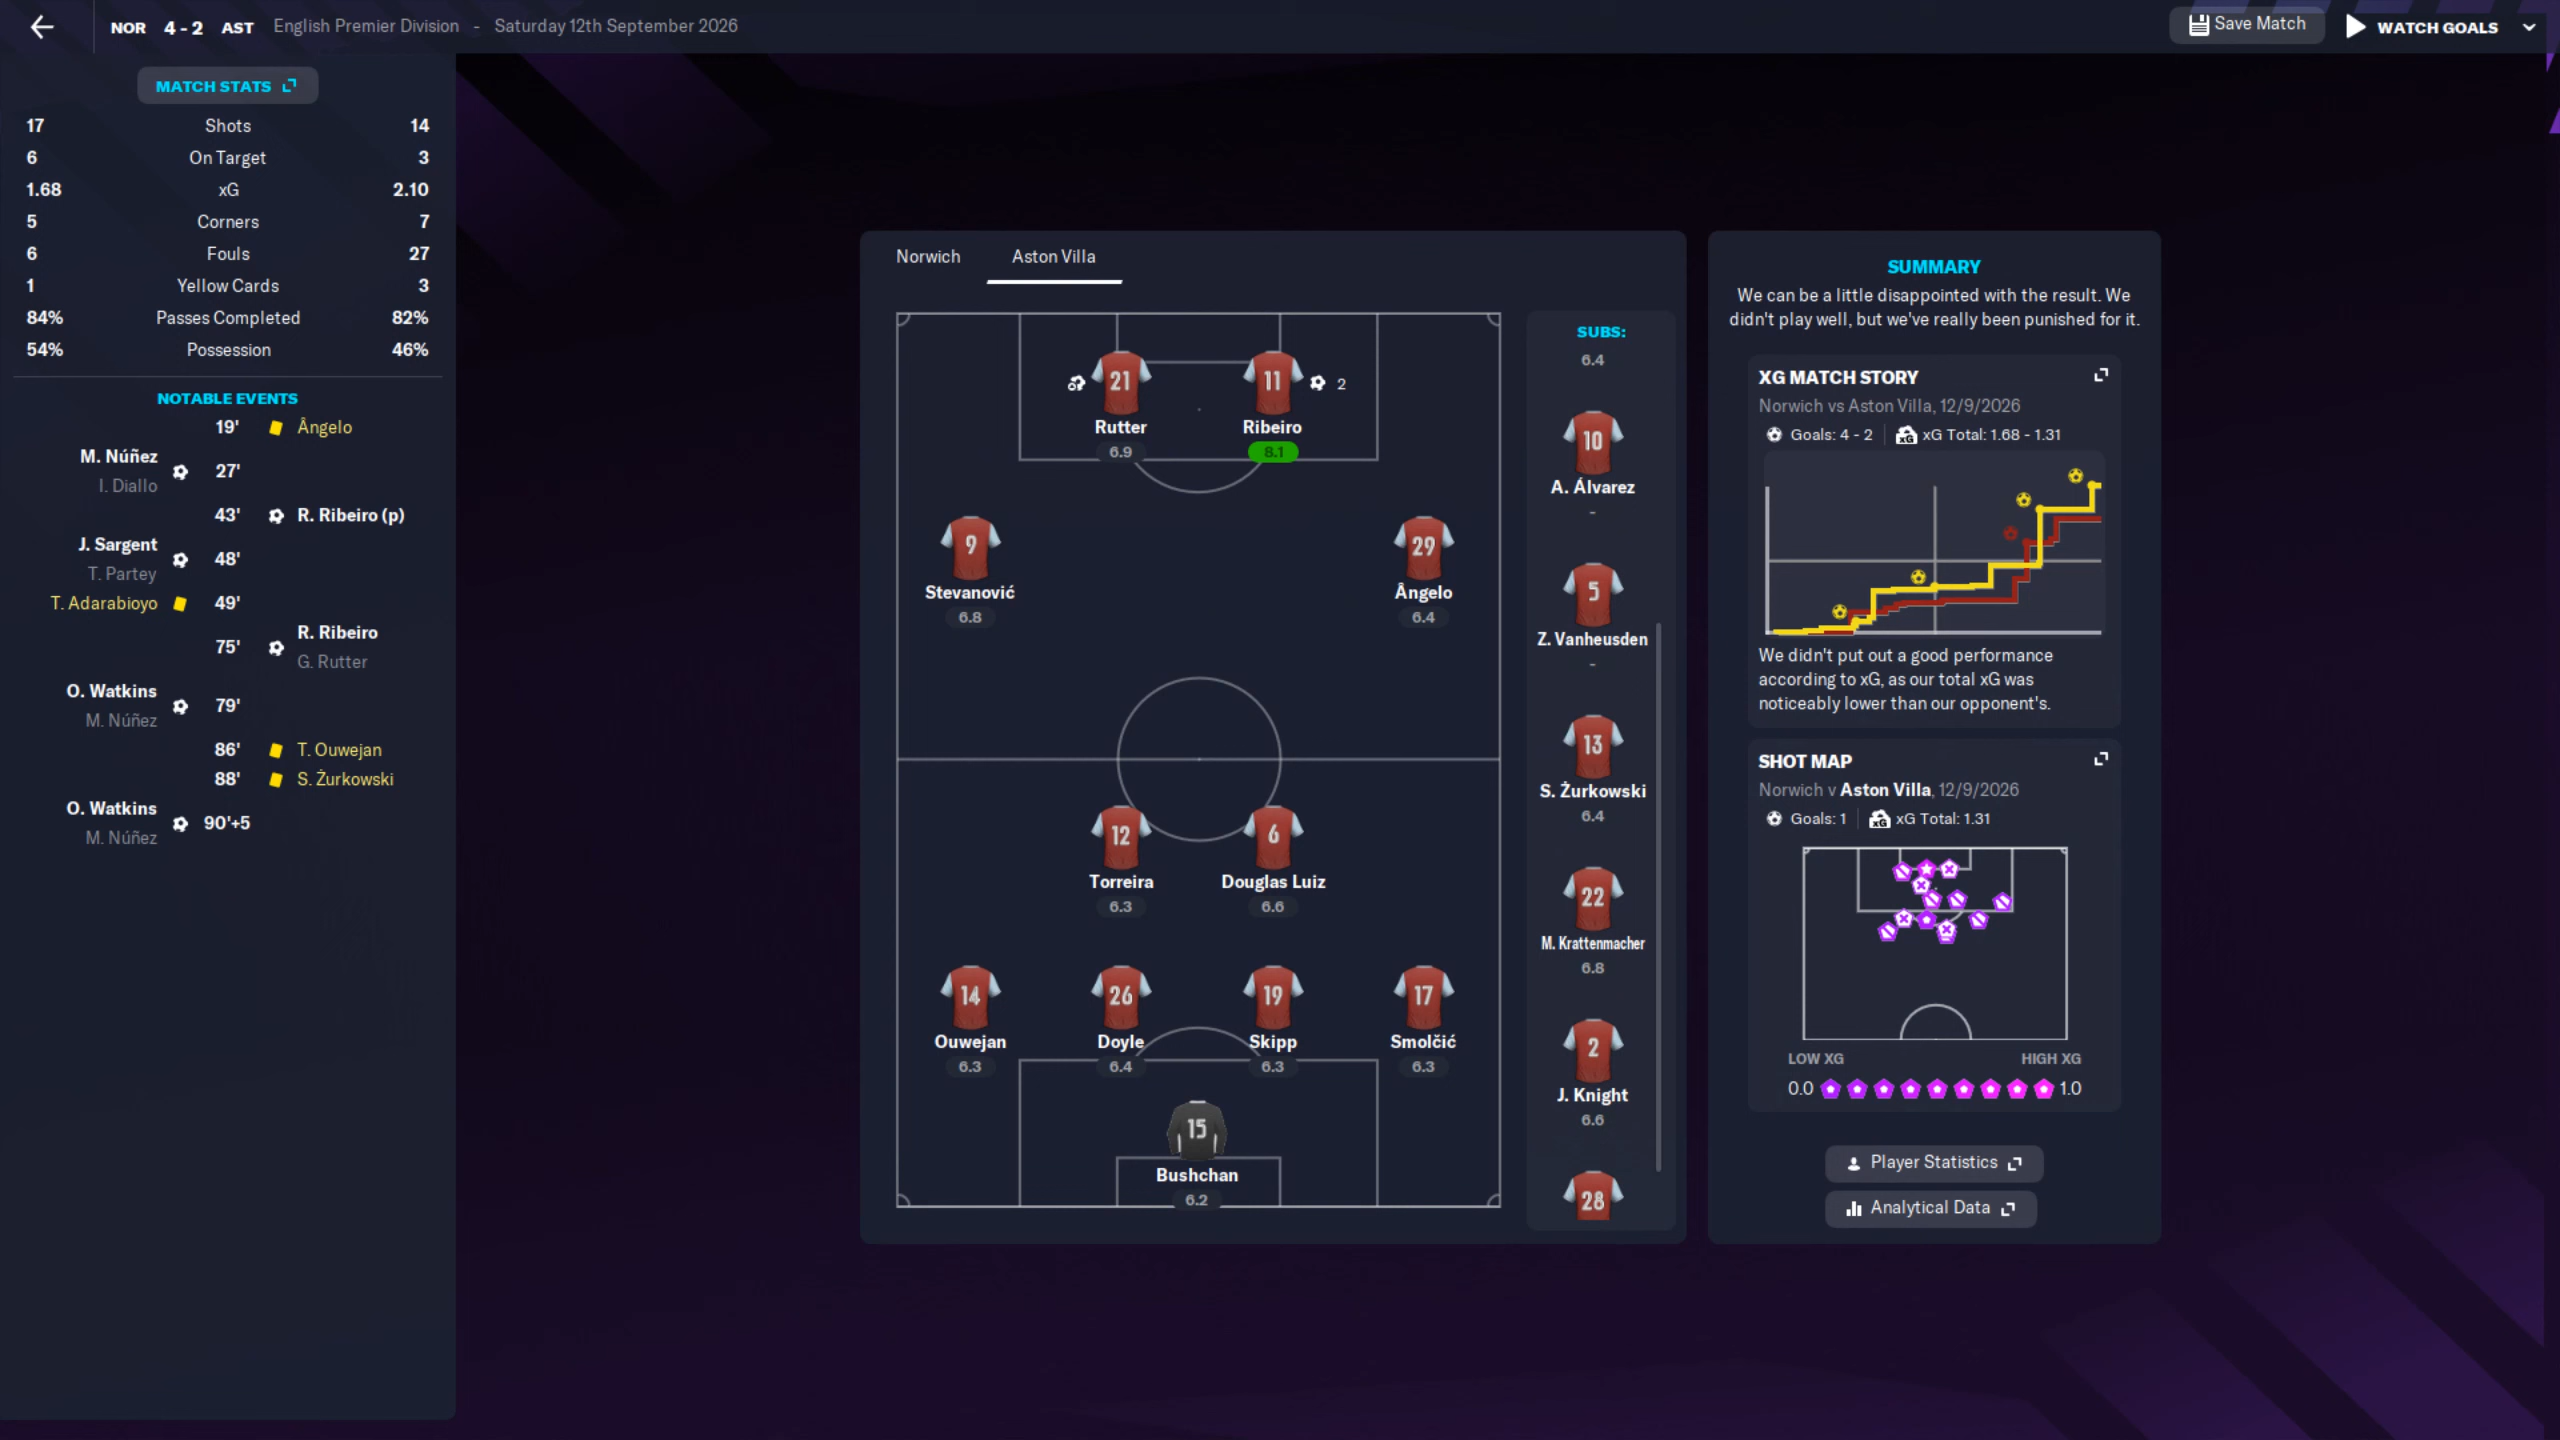 NOR 4 - 2 AST English Premier Division - Saturday 12th September 2026
Save Match
WATCH GOALS
MATCH STATS
17 Shots 14
6 On Target 3
1.68 xG 2.10
5 Corners 7
6 Fouls 27
1 Yellow Cards 3
84% Passes Completed 82%
54% Possession 46%
NOTABLE EVENTS
19' Ângelo
M. Núñez
I. Diallo
27'
43' R. Ribeiro (p)
J. Sargent
T. Partey
48'
T. Adarabioyo 49'
75'
R. Ribeiro
G. Rutter
O. Watkins
M. Núñez
79'
86' T. Ouwejan
88' S. Żurkowski
O. Watkins
M. Núñez
90'+5
Norwich
Aston Villa
21
Rutter
6.9
11
2
Ribeiro
8.1
9
Stevanović
6.8
29
Ângelo
6.4
12
Torreira
6.3
6
Douglas Luiz
6.6
14
Ouwejan
6.3
26
Doyle
6.4
19
Skipp
6.3
17
Smolčić
6.3
15
Bushchan
6.2
SUBS:
6.4
10
A. Álvarez
-
5
Z. Vanheusden
-
13
S. Żurkowski
6.4
22
M. Krattenmacher
6.8
2
J. Knight
6.6
28
SUMMARY
We can be a little disappointed with the result. We
didn't play well, but we've really been punished for it.
XG MATCH STORY
Norwich vs Aston Villa, 12/9/2026
Goals: 4 - 2 xG xG Total: 1.68 - 1.31
We didn't put out a good performance
according to xG, as our total xG was
noticeably lower than our opponent's.
SHOT MAP
Norwich v Aston Villa, 12/9/2026
Goals: 1 xG xG Total: 1.31
LOW XG HIGH XG
0.0 1.0
Player Statistics
Analytical Data